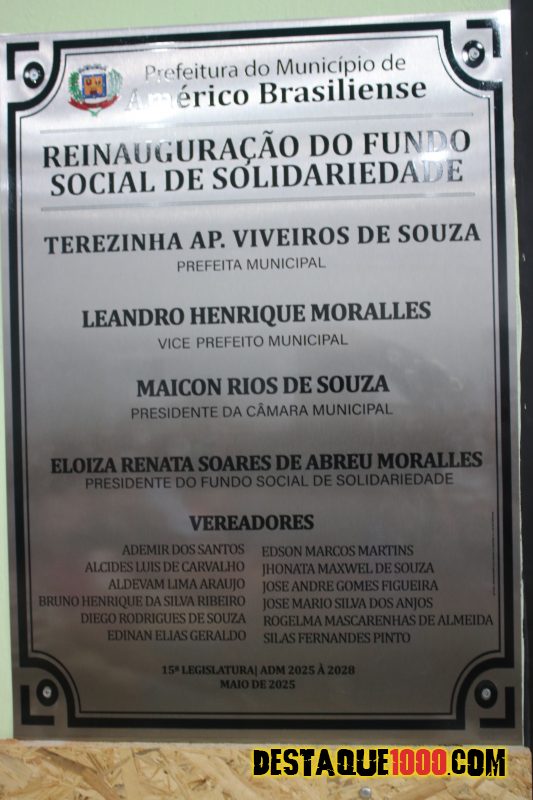 Prefeitura do Município de
Américo Brasiliense
REINAUGURAÇÃO DO FUNDO
SOCIAL DE SOLIDARIEDADE
TEREZINHA AP. VIVEIROS DE SOUZA
PREFEITA MUNICIPAL
LEANDRO HENRIQUE MORALLES
VICE PREFEITO MUNICIPAL
MAICON RIOS DE SOUZA
PRESIDENTE DA CÂMARA MUNICIPAL
ELOIZA RENATA SOARES DE ABREU MORALLES
PRESIDENTE DO FUNDO SOCIAL DE SOLIDARIEDADE
VEREADORES
ADEMIR DOS SANTOS EDSON MARCOS MARTINS
ALCIDES LUIS DE CARVALHO JHONATA MAXWEL DE SOUZA
ALDEVAM LIMA ARAUJO JOSE ANDRE GOMES FIGUEIRA
BRUNO HENRIQUE DA SILVA RIBEIRO JOSE MARIO SILVA DOS ANJOS
DIEGO RODRIGUES DE SOUZA ROGELMA MASCARENHAS DE ALMEIDA
EDINAN ELIAS GERALDO SILAS FERNANDES PINTO
15ª LEGISLATURA| ADM 2025 À 2028
MAIO DE 2025
DESTAQUE1000.COM